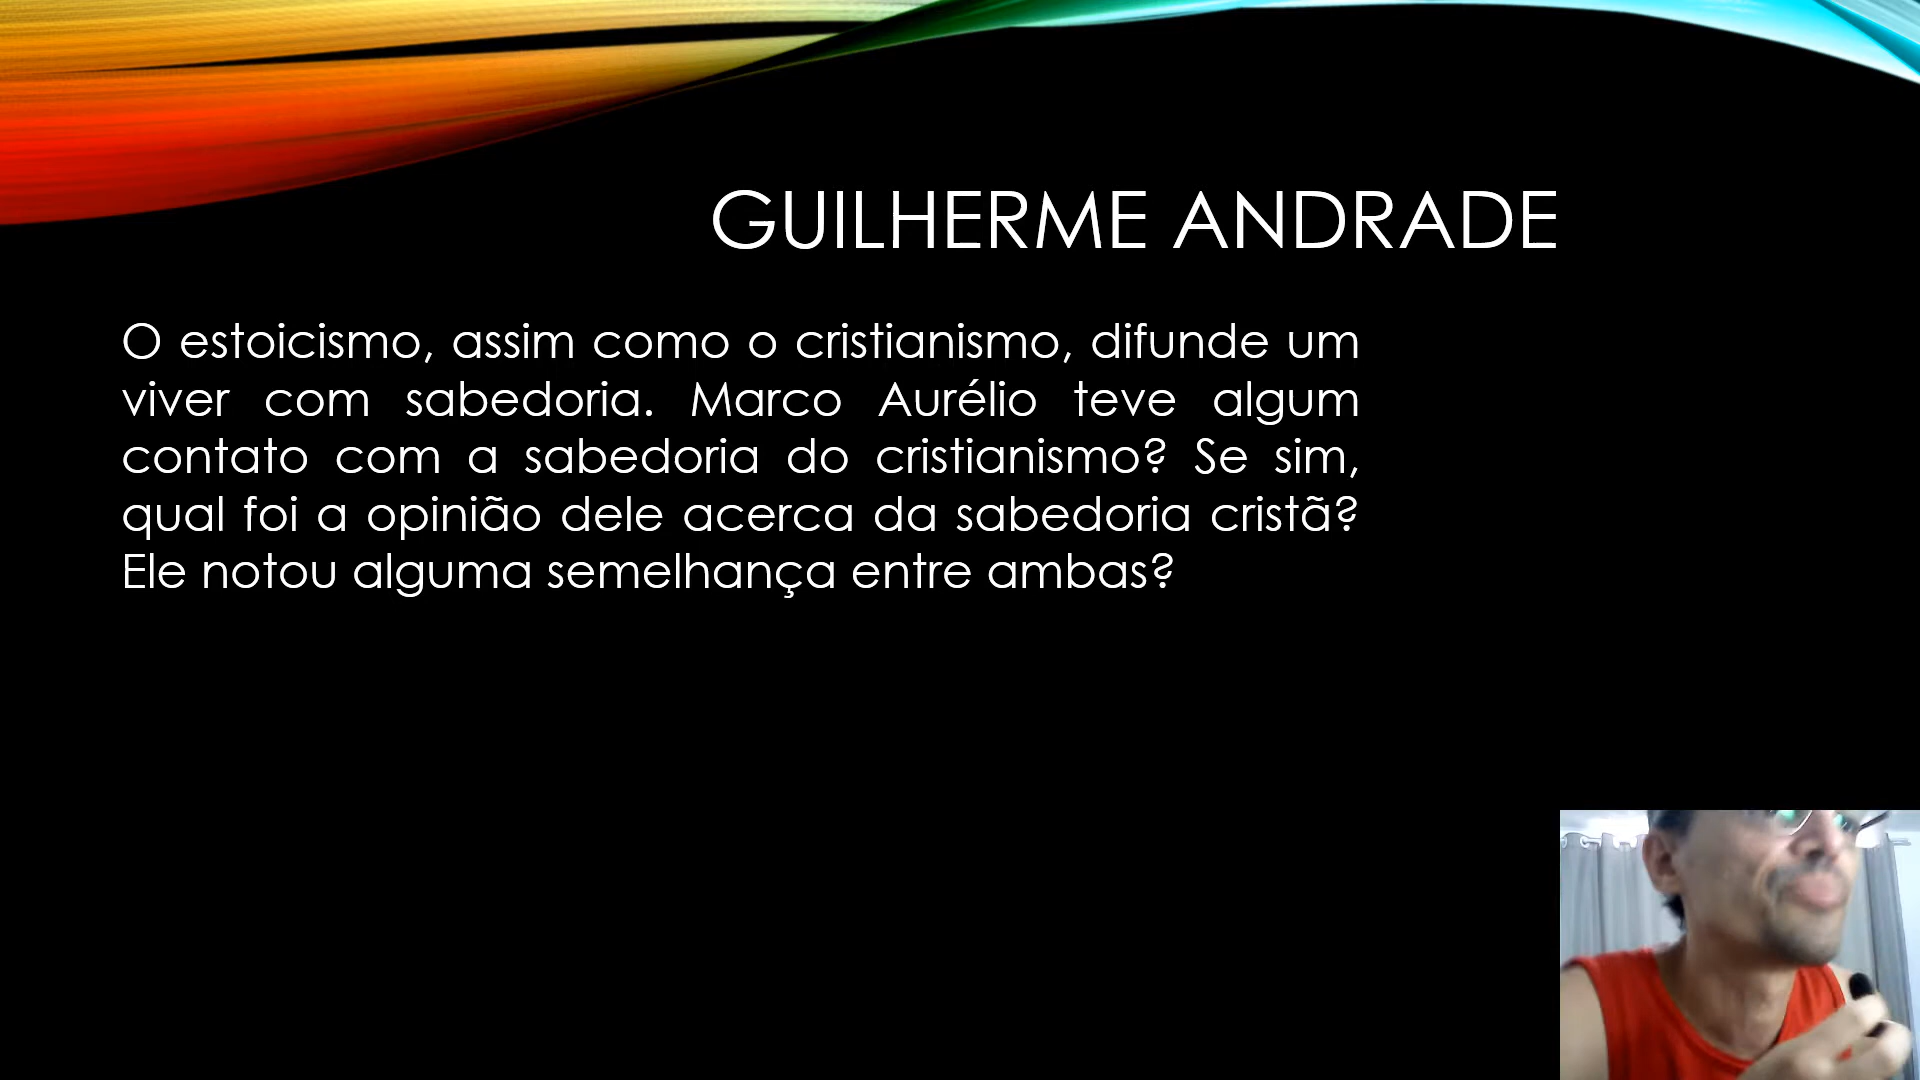 GUILHERME ANDRADE
O estoicismo, assim como o cristianismo, difunde um
viver com sabedoria. Marco Aurélio teve algum
contato com a sabedoria do cristianismo? Se sim,
qual foi a opinião dele acerca da sabedoria cristã?
Ele notou alguma semelhança entre ambas?